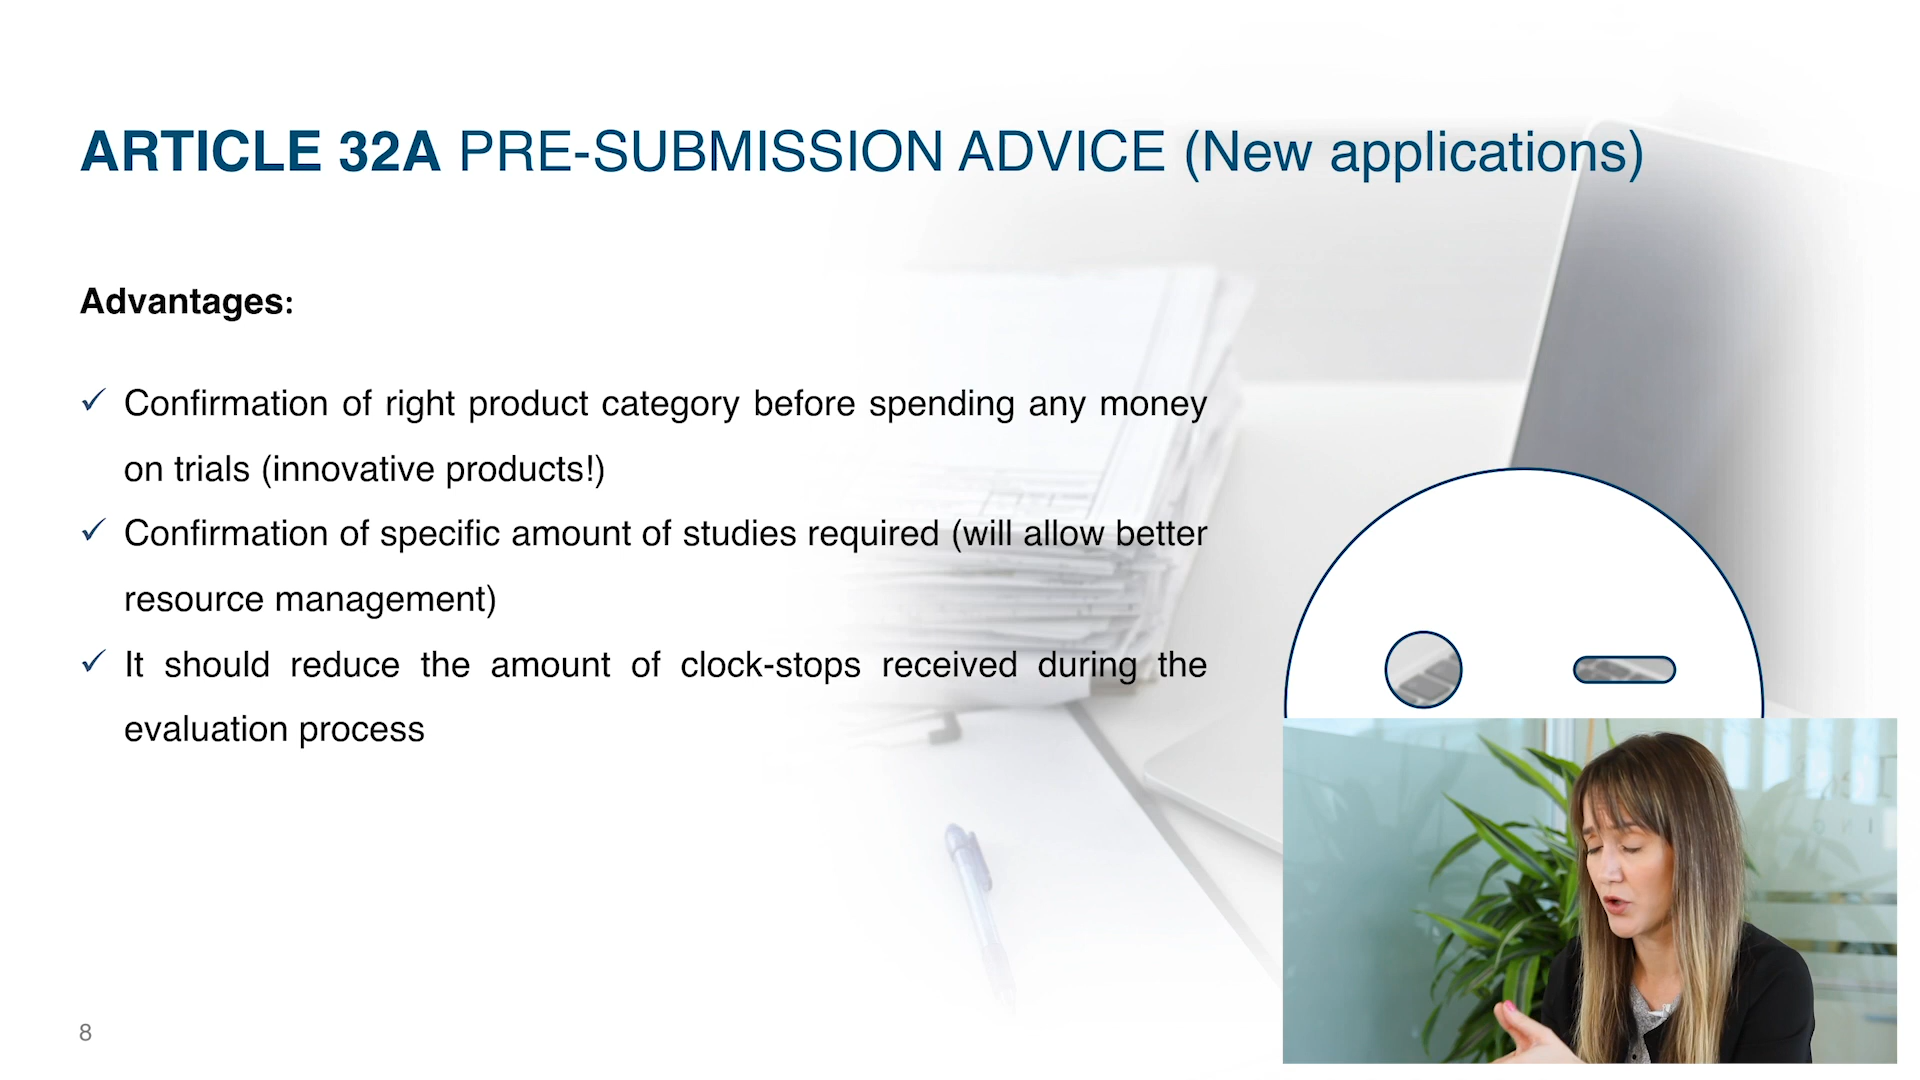 ARTICLE 32A PRE-SUBMISSION ADVICE (New applications)
Advantages:
✓ Confirmation of right product category before spending any money
on trials (innovative products!)
✓ Confirmation of specific amount of studies required (will allow better
resource management)
✓ It should reduce the amount of clock-stops received during the
evaluation process
8